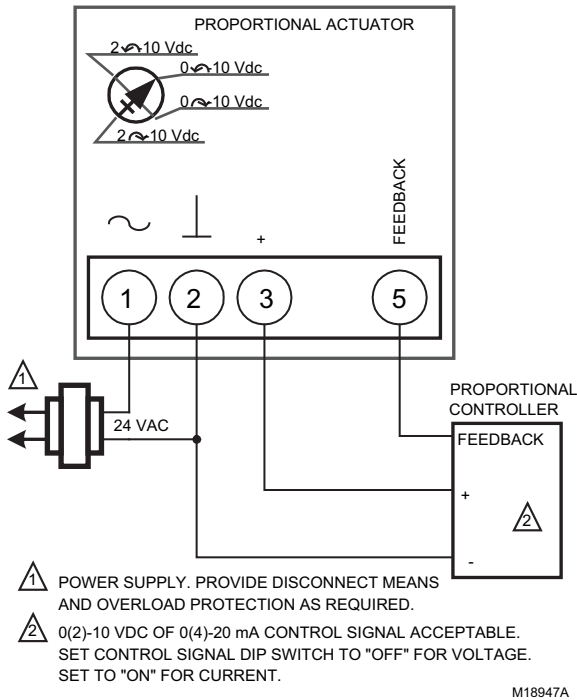 PROPORTIONAL ACTUATOR
2 10 Vdc
0 10 Vdc
0 10 Vdc
2 10 Vdc
FEEDBACK
+
1
2
3
5
1
24 VAC
PROPORTIONAL
CONTROLLER
FEEDBACK
+
2
-
1 POWER SUPPLY. PROVIDE DISCONNECT MEANS
AND OVERLOAD PROTECTION AS REQUIRED.
2 0(2)-10 VDC OF 0(4)-20 mA CONTROL SIGNAL ACCEPTABLE.
SET CONTROL SIGNAL DIP SWITCH TO "OFF" FOR VOLTAGE.
SET TO "ON" FOR CURRENT.
M18947A